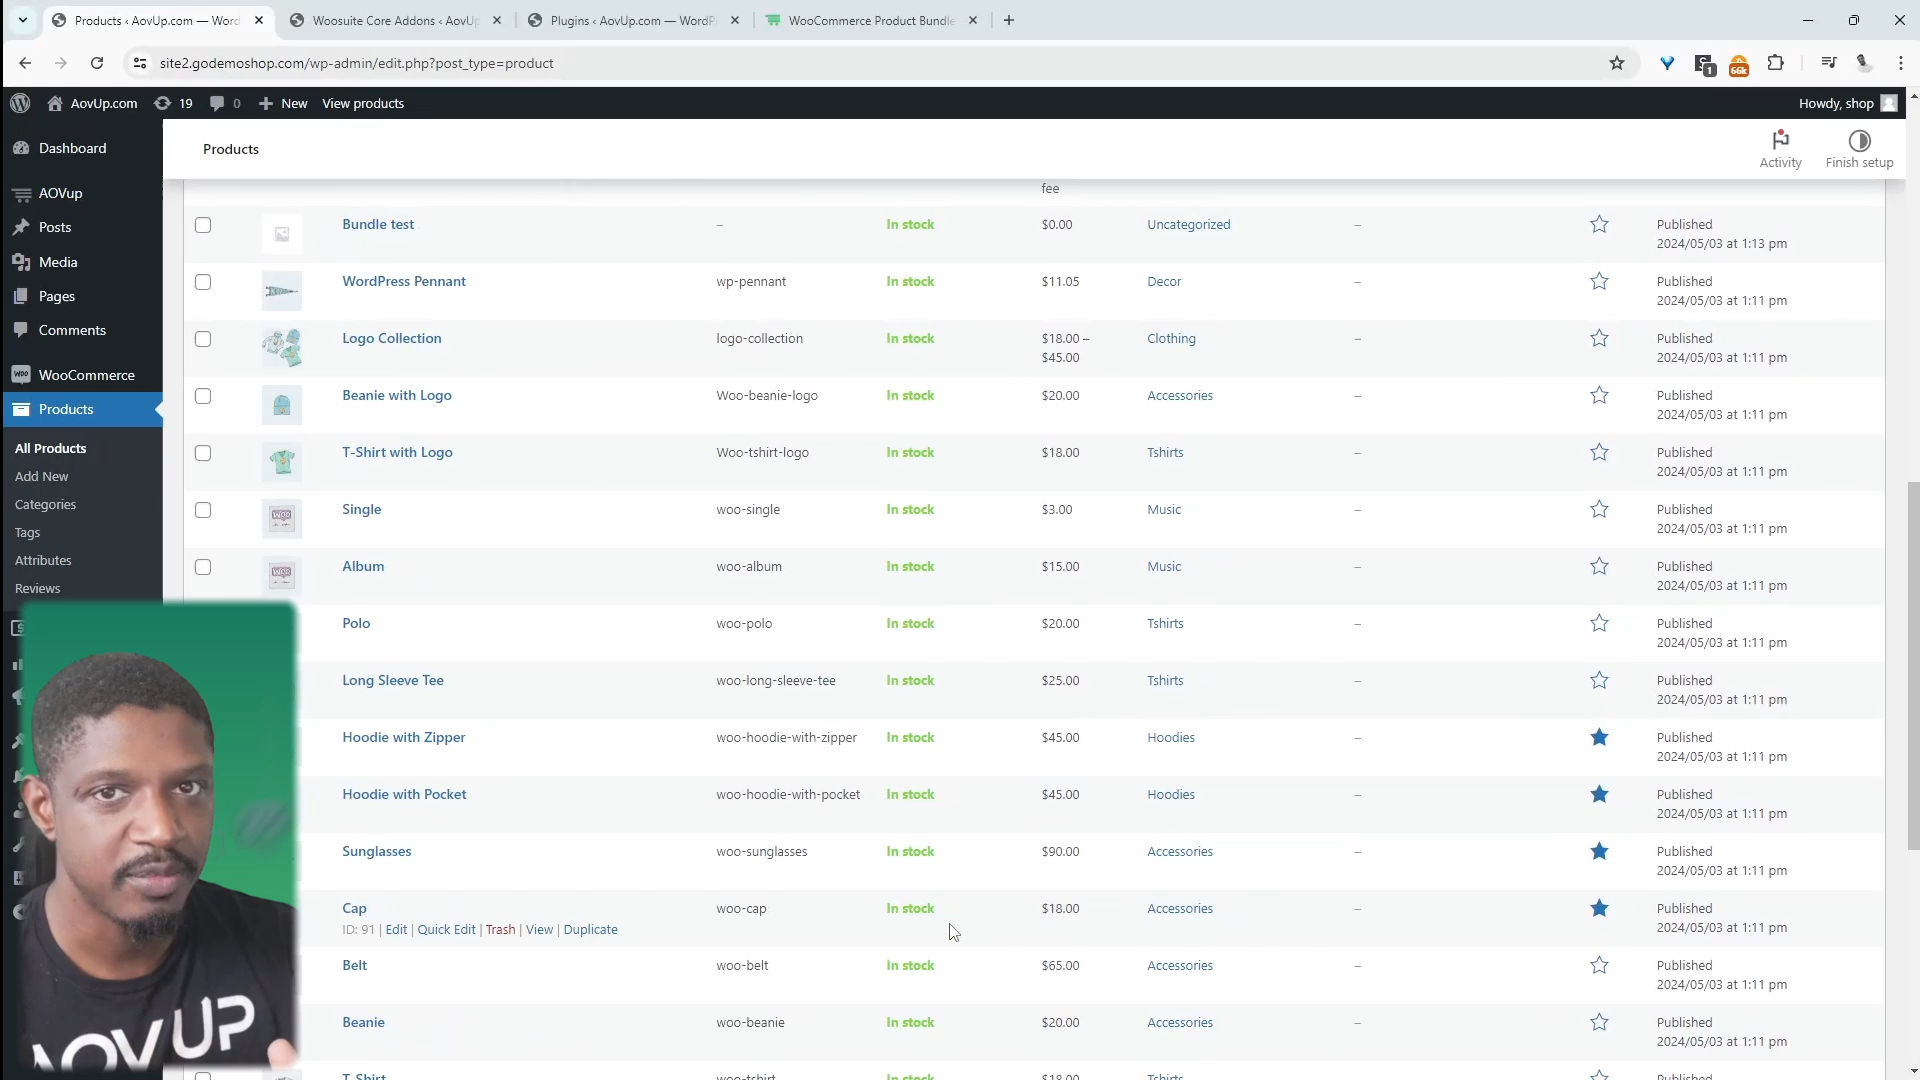 Products ‹ AovUp.com — Word
Woosuite Core Addons ‹ AovU
Plugins ‹ AovUp.com — WordP
WooCommerce Product Bundle
site2.godemoshop.com/wp-admin/edit.php?post_type=product
1
66k
AovUp.com
19
0
New
View products
Howdy, shop
Dashboard
AOVup
Posts
Media
Pages
Comments
WooCommerce
Products
All Products
Add New
Categories
Tags
Attributes
Reviews
Products
Activity
Finish setup
fee
Bundle test – In stock $0.00 Uncategorized – Published
2024/05/03 at 1:13 pm
WordPress Pennant wp-pennant In stock $11.05 Decor – Published
2024/05/03 at 1:11 pm
Logo Collection logo-collection In stock $18.00 – Clothing – Published
$45.00 2024/05/03 at 1:11 pm
Beanie with Logo Woo-beanie-logo In stock $20.00 Accessories – Published
2024/05/03 at 1:11 pm
T-Shirt with Logo Woo-tshirt-logo In stock $18.00 Tshirts – Published
2024/05/03 at 1:11 pm
Single woo-single In stock $3.00 Music – Published
2024/05/03 at 1:11 pm
Album woo-album In stock $15.00 Music – Published
2024/05/03 at 1:11 pm
Polo woo-polo In stock $20.00 Tshirts – Published
2024/05/03 at 1:11 pm
Long Sleeve Tee woo-long-sleeve-tee In stock $25.00 Tshirts – Published
2024/05/03 at 1:11 pm
Hoodie with Zipper woo-hoodie-with-zipper In stock $45.00 Hoodies – Published
2024/05/03 at 1:11 pm
Hoodie with Pocket woo-hoodie-with-pocket In stock $45.00 Hoodies – Published
2024/05/03 at 1:11 pm
Sunglasses woo-sunglasses In stock $90.00 Accessories – Published
2024/05/03 at 1:11 pm
Cap woo-cap In stock $18.00 Accessories – Published
ID: 91 | Edit | Quick Edit | Trash | View | Duplicate 2024/05/03 at 1:11 pm
Belt woo-belt In stock $65.00 Accessories – Published
2024/05/03 at 1:11 pm
Beanie woo-beanie In stock $20.00 Accessories – Published
2024/05/03 at 1:11 pm
T-Shirt woo-tshirt In stock $18.00 Tshirts Published
AOVUP